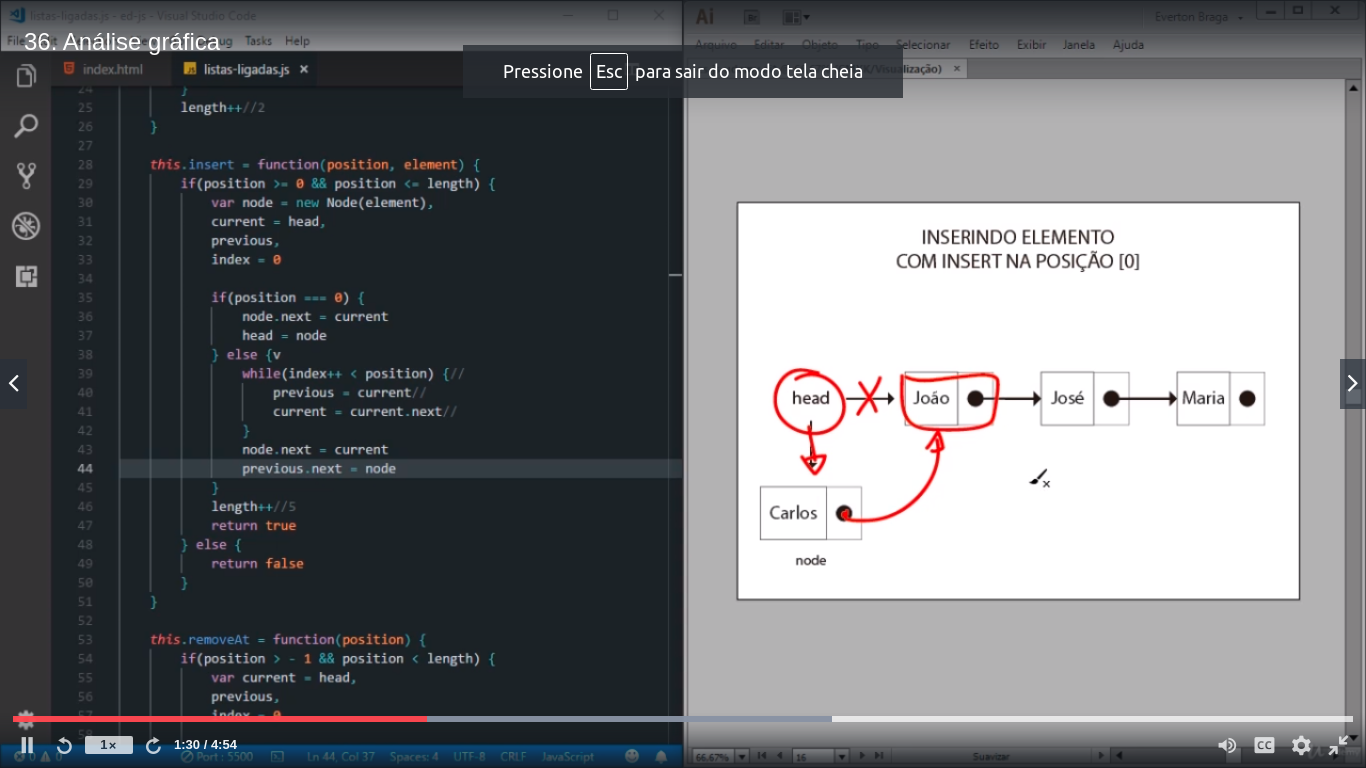 listas-ligadas.js - ed-js - Visual Studio Code
36. Análise gráfica
Tasks Help
index.html
listas-ligadas.js ×
Ai
Everton Braga
Arquivo Editar Objeto Tipo Selecionar Efeito Exibir Janela Ajuda
Visualização) ×
Pressione Esc para sair do modo tela cheia
24 }
25 length++//2
26 }
27
28 this.insert = function(position, element) {
29 if(position >= 0 && position <= length) {
30 var node = new Node(element),
31 current = head,
32 previous,
33 index = 0
34
35 if(position === 0) {
36 node.next = current
37 head = node
38 } else {v
39 while(index++ < position) {//
40 previous = current//
41 current = current.next//
42 }
43 node.next = current
44 previous.next = node
45 }
46 length++//5
47 return true
48 } else {
49 return false
50 }
51 }
52
53 this.removeAt = function(position) {
54 if(position > - 1 && position < length) {
55 var current = head,
56 previous,
57 index = 0
58
INSERINDO ELEMENTO
COM INSERT NA POSIÇÃO [0]
head João José Maria
Carlos
node
1× 1:30 / 4:54
CC
0 0 Port : 5500 Ln 44, Col 37 Spaces: 4 UTF-8 CRLF JavaScript
66.67% 16 Suavizar